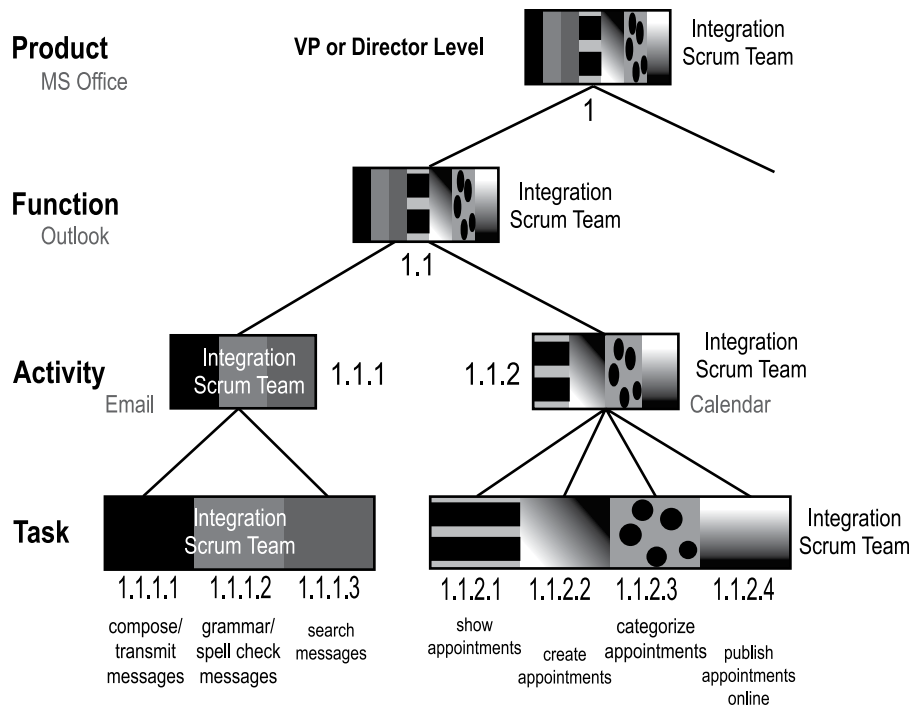 Product
MS Office
VP or Director Level
Integration
Scrum Team
1
Function
Outlook
Integration
Scrum Team
1.1
Activity
Email
Integration
Scrum Team
1.1.1
1.1.2
Integration
Scrum Team
Calendar
Task
Integration
Scrum Team
Integration
Scrum Team
1.1.1.1
1.1.1.2
1.1.1.3
1.1.2.1
1.1.2.2
1.1.2.3
1.1.2.4
compose/
transmit
messages
grammar/
spell check
messages
search
messages
show
appointments
create
appointments
categorize
appointments
publish
appointments
online